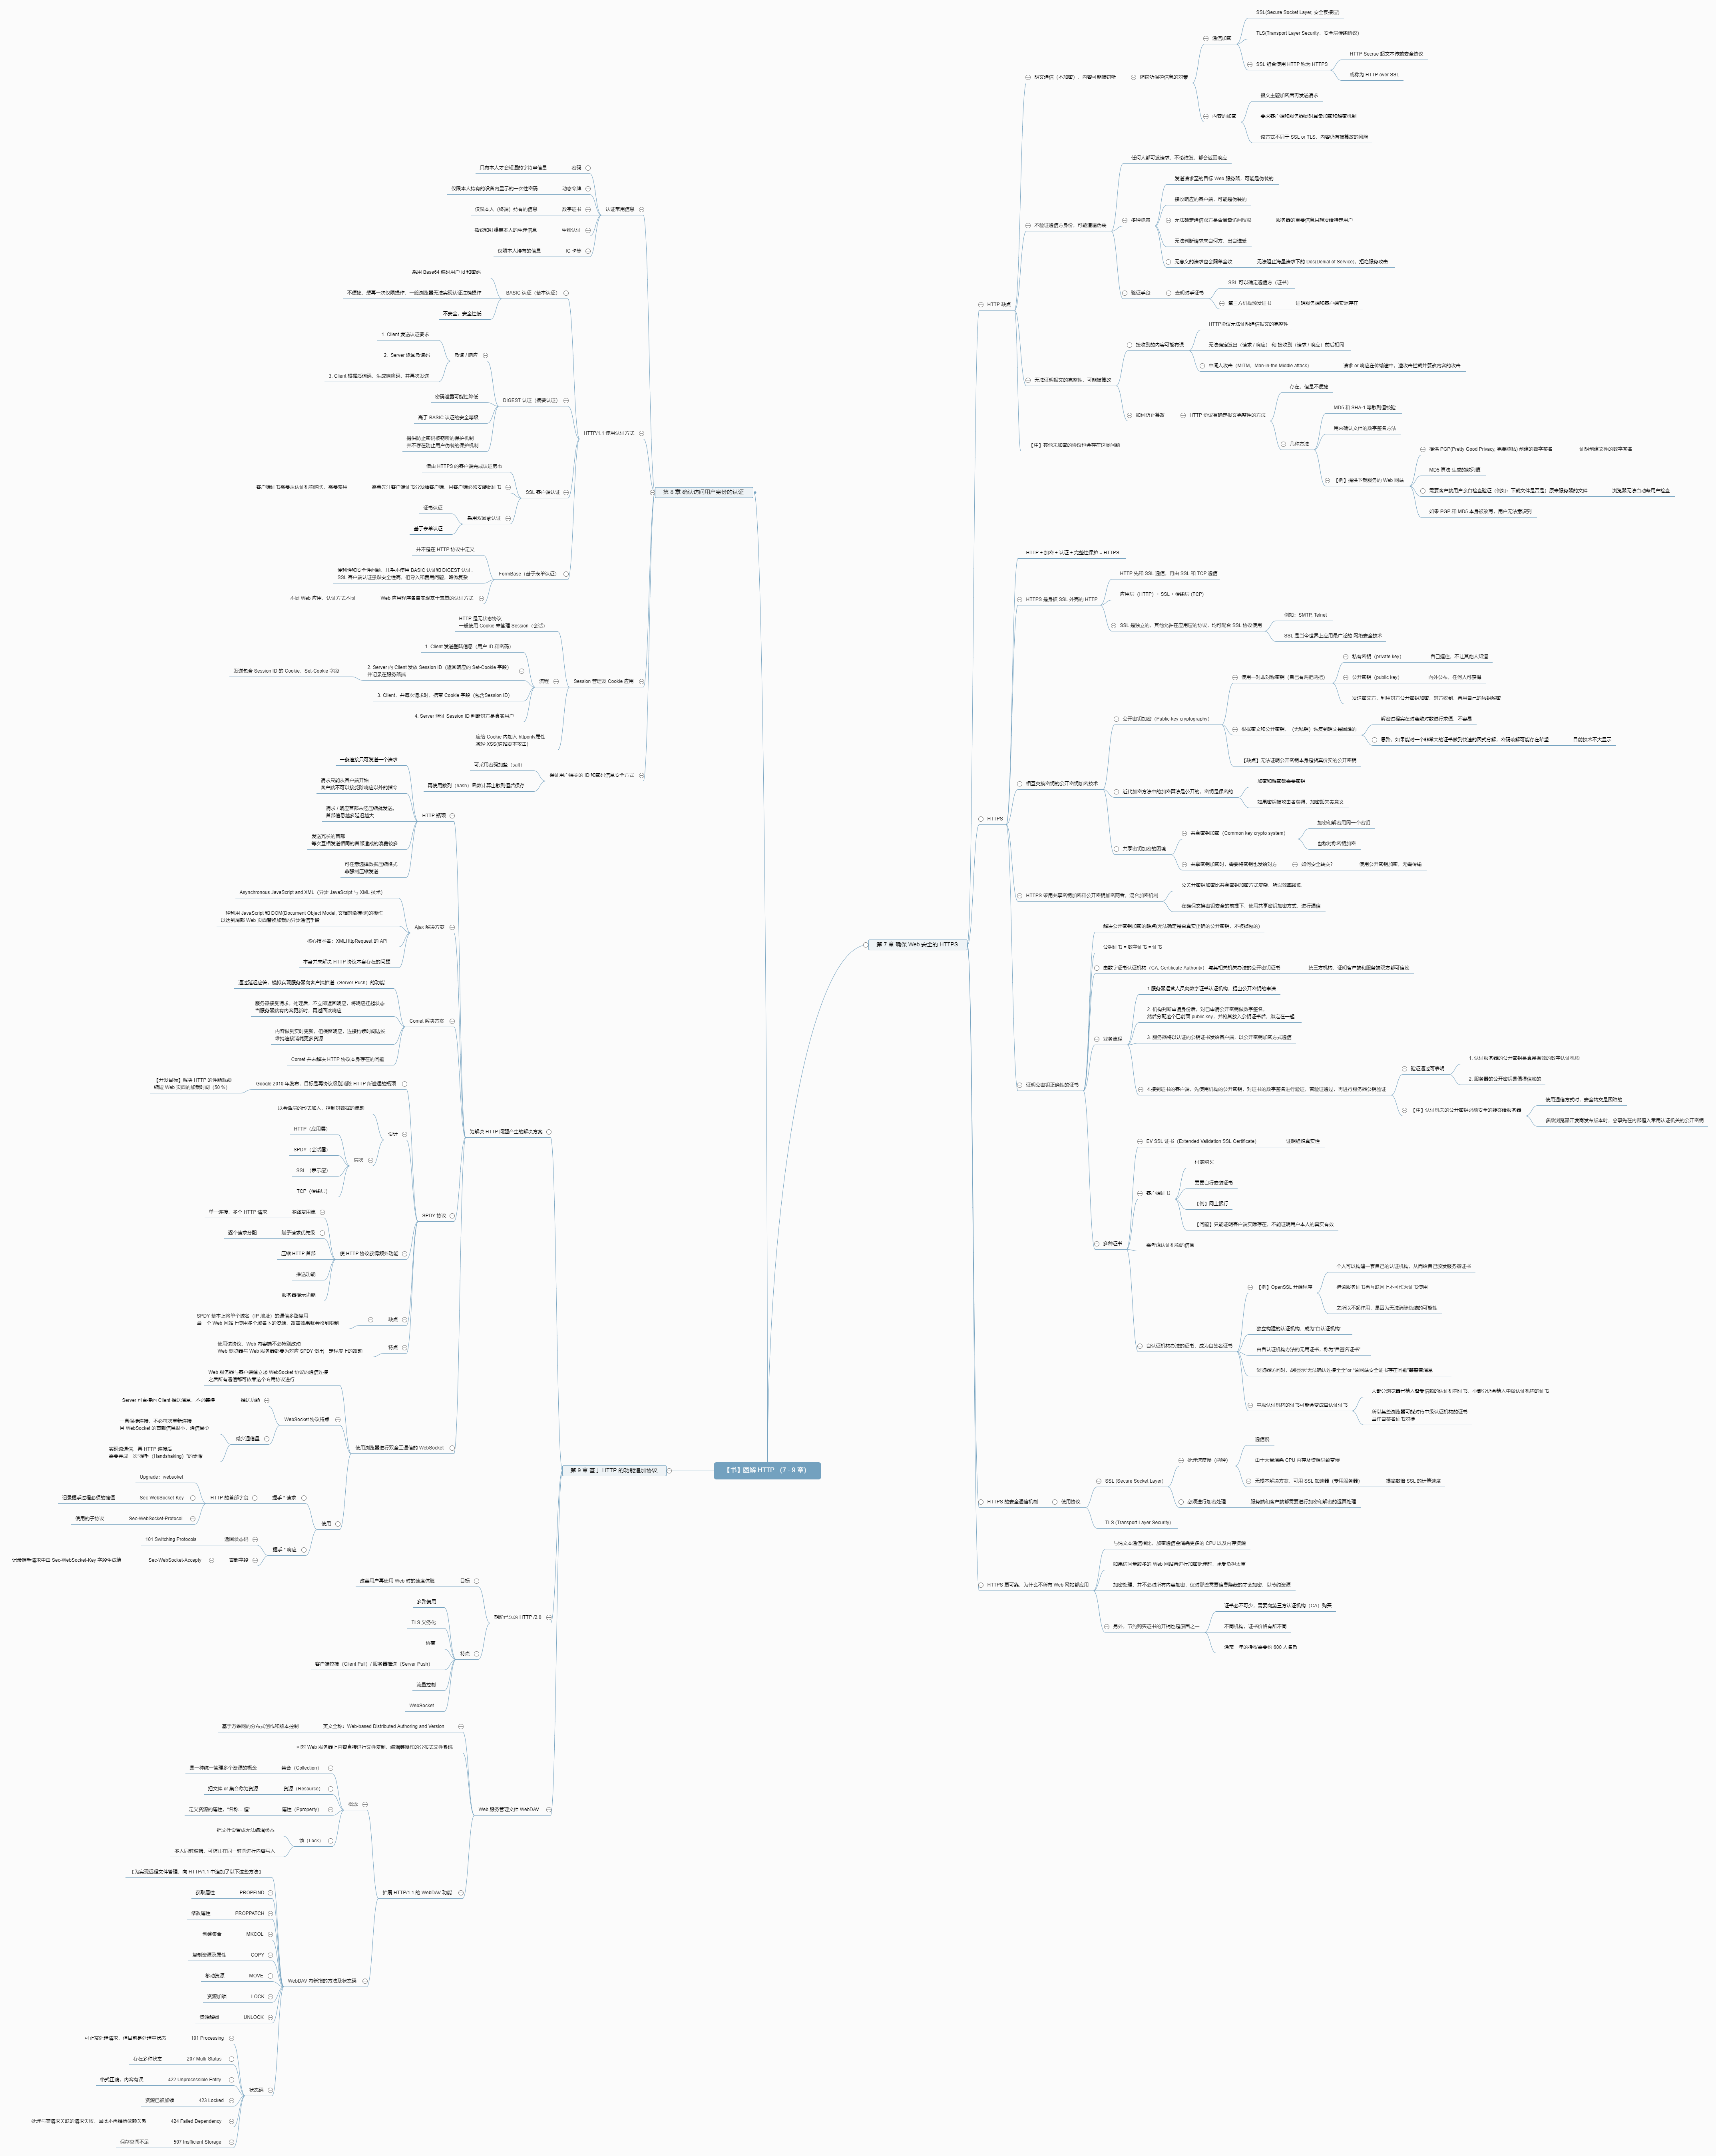 【书】图解 HTTP (7 - 9 章)
第 7 章 确保 Web 安全的 HTTPS
HTTP 缺点
明文通信（不加密），内容可能被窃听
防窃听保护信息的对策
通信加密
SSL(Secure Socket Layer, 安全套接层)
TLS(Transport Layer Security，安全层传输协议)
SSL 组合使用 HTTP 称为 HTTPS
HTTP Secrue 超文本传输安全协议
或称为 HTTP over SSL
内容的加密
报文主题加密后再发送请求
要求客户端和服务器同时具备加密和解密机制
该方式不同于 SSL or TLS，内容仍有被篡改的风险
不验证通信方身份，可能遭遇伪装
任何人都可发请求，不论谁发，都会返回响应
多种隐患
发送请求至的目标 Web 服务器，可能是伪装的
接收响应的客户端，可能是伪装的
无法确定通信双方是否具备访问权限
服务器的重要信息只想发给特定用户
无法判断请求来自何方、出自谁受
无意义的请求也会照单全收
无法阻止海量请求下的 Dos(Denial of Service)，拒绝服务攻击
验证手段
查明对手证书
SSL 可以确定通信方（证书）
第三方机构颁发证书
证明服务端和客户端实际存在
无法证明报文的完整性，可能被篡改
接收到的内容可能有误
HTTP协议无法证明通信报文的完整性
无法确定发出（请求 / 响应） 和 接收到（请求 / 响应）前后相同
中间人攻击（MITM，Man-in-the Middle attack）
请求 or 响应在传输途中，遭攻击拦截并篡改内容的攻击
如何防止篡改
HTTP 协议有确定报文完整性的方法
存在，但是不便捷
几种方法
MD5 和 SHA-1 等散列值校验
用来确认文件的数字签名方法
【例】提供下载服务的 Web 网站
提供 PGP(Pretty Good Privacy, 完美隐私) 创建的数字签名
证明创建文件的数字签名
MD5 算法 生成的散列值
需要客户端用户亲自检查验证（例如：下载文件是否是）原来服务器的文件
浏览器无法自动帮用户检查
如果 PGP 和 MD5 本身被改写，用户无法意识到
【注】其他未加密的协议也会存在这类问题
HTTPS
HTTP + 加密 + 认证 + 完整性保护 = HTTPS
HTTPS 是身披 SSL 外壳的 HTTP
HTTP 先和 SSL 通信，再由 SSL 和 TCP 通信
应用层（HTTP）+ SSL + 传输层 (TCP)
SSL 是独立的，其他允许在应用层的协议，均可配合 SSL 协议使用
例如：SMTP, Telnet
SSL 是当今世界上应用最广泛的 网络安全技术
相互交换密钥的公开密钥加密技术
公开密钥加密（Public-key cryptography）
使用一对非对称密钥（自己有两把两把）
私有密钥（private key）
自己握住，不让其他人知道
公开密钥（public key）
向外公布，任何人可获得
发送密文方，利用对方公开密钥加密，对方收到，再用自己的私钥解密
根据密文和公开密钥，（无私钥）恢复到明文是困难的
解密过程实在对离散对数进行求值，不容易
思路，如果能对一个非常大的证书做到快速的因式分解，密码破解可能存在希望
目前技术不大显示
【缺点】无法证明公开密钥本身是货真价实的公开密钥
近代加密方法中的加密算法是公开的，密钥是保密的
加密和解密都需要密钥
如果密钥被攻击者获得，加密即失去意义
共享密钥加密的困境
共享密钥加密（Common key crypto system）
加密和解密用同一个密钥
也称对称密钥加密
共享密钥加密时，需要将密钥也发给对方
如何安全转交？
使用公开密钥加密，无需传输
HTTPS 采用共享密钥加密和公开密钥加密两者，混合加密机制
公关开密钥加密比共享密钥加密方式复杂，所以效率较低
在确保交换密钥安全的前提下，使用共享密钥加密方式，进行通信
证明公密钥正确性的证书
解决公开密钥加密的缺点(无法确定是否真实正确的公开密钥，不被掉包的)
公钥证书 = 数字证书 = 证书
由数字证书认证机构（CA, Certificate Authority） 与其相关机关办法的公开密钥证书
第三方机构，证明客户端和服务端双方都可信赖
业务流程
1.服务器运营人员向数字证书认证机构，提出公开密钥的申请
2. 机构判断申请身份后，对已申请公开密钥做数字签名，
然后分配这个已前面 public key，并将其放入公钥证书后，绑定在一起
3. 服务器将以认证的公钥证书发给客户端，以公开密钥加密方式通信
4.接到证书的客户端，先使用机构的公开密钥，对证书的数字签名进行验证，若验证通过，再进行服务器公钥验证
验证通过可表明
1. 认证服务器的公开密钥是真是有效的数字认证机构
2. 服务器的公开密钥是值得信赖的
【注】认证机关的公开密钥必须安全的转交给服务器
使用通信方式时，安全转交是困难的
多数浏览器开发商发布版本时，会事先在内部植入常用认证机关的公开密钥
多种证书
EV SSL 证书（Extended Validation SSL Certificate）
证明组织真实性
客户端证书
付费购买
需要自行安装证书
【例】网上银行
【问题】只能证明客户端实际存在，不能证明用户本人的真实有效
需考虑认证机构的信誉
自认证机构办法的证书，成为自签名证书
【例】OpenSSL 开源程序
个人可以构建一套自己的认证机构，从而给自己颁发服务器证书
但该服务证书再互联网上不可作为证书使用
之所以不起作用，是因为无法消除伪装的可能性
独立构建的认证机构，成为"自认证机构"
由自认证机构办法的无用证书，称为"自签名证书"
浏览器访问时，胡i显示"无法确认连接全全"or "该网站安全证书存在问题"等警告消息
中级认证机构的证书可能会变成自认证证书
大部分浏览器已植入备受信赖的认证机构证书，小部分仍会植入中级认证机构的证书
所以某些浏览器可能对待中级认证机构的证书
当作自签名证书对待
HTTPS 的安全通信机制
使用协议
SSL (Secure Socket Layer)
处理速度慢（两种）
通信慢
由于大量消耗 CPU 内存及资源导致变慢
无根本解决方案，可用 SSL 加速器（专用服务器）
提高数倍 SSL 的计算速度
必须进行加密处理
服务端和客户端都需要进行加密和解密的运算处理
TLS (Transport Layer Security)
HTTPS 更可靠，为什么不所有 Web 网站都应用
与纯文本通信相比，加密通信会消耗更多的 CPU 以及内存资源
如果访问量较多的 Web 网站再进行加密处理时，承受负担太重
加密处理，并不必对所有内容加密，仅对那些需要信息隐藏的才会加密，以节约资源
另外，节约购买证书的开销也是原因之一
证书必不可少，需要向第三方认证机构（CA）购买
不同机构，证书价格有所不同
通常一年的授权需要约 600 人名币
第 8 章 确认访问用户身份的认证
认证常用信息
密码
只有本人才会知道的字符串信息
动态令牌
仅限本人持有的设备内显示的一次性密码
数字证书
仅限本人（终端）持有的信息
生物认证
指纹和虹膜等本人的生理信息
IC 卡等
仅限本人持有的信息
HTTP/1.1 使用认证方式
BASIC 认证（基本认证）
采用 Base64 编码用户 id 和密码
不便捷，想再一次仅限操作，一般浏览器无法实现认证注销操作
不安全，安全性低
DIGEST 认证（摘要认证）
质询 / 响应
1. Client 发送认证要求
2. Server 返回质询码
3. Client 根据质询码，生成响应码，并再次发送
密码泄露可能性降低
高于 BASIC 认证的安全等级
提供防止密码被窃听的保护机制
并不存在防止用户伪装的保护机制
SSL 客户端认证
借由 HTTPS 的客户端完成认证需书
需事先江客户端证书分发给客户端，且客户端必须安装此证书
客户端证书需要从认证机构购买，需要费用
采用双因素认证
证书认证
基于表单认证
FormBase（基于表单认证）
并不是在 HTTP 协议中定义
便利性和安全性问题，几乎不使用 BASIC 认证和 DIGEST 认证，
SSL 客户端认证虽然安全性高，但导入和费用问题，稍微复杂
Web 应用程序各自实现基于表单的认证方式
不同 Web 应用，认证方式不同
Session 管理及 Cookie 应用
HTTP 是无状态协议
一般使用 Cookie 来管理 Session（会话）
流程
1. Client 发送登陆信息（用户 ID 和密码）
2. Server 向 Client 发放 Session ID（返回响应的 Set-Cookie 字段）
并记录在服务器端
发送包含 Session ID 的 Cookie，Set-Cookie 字段
3. Client，并每次请求时，携带 Cookie 字段（包含Session ID）
4. Server 验证 Session ID 判断对方是真实用户
应给 Cookie 内加入 httponly属性
减轻 XSS(跨站脚本攻击)
保证用户提交的 ID 和密码信息安全方式
可采用密码加盐（salt）
再使用散列（hash）函数计算出散列值后保存
第 9 章 基于 HTTP 的功能追加协议
为解决 HTTP 问题产生的解决方案
HTTP 瓶颈
一条连接只可发送一个请求
请求只能从客户端开始
客户端不可以接受除响应以外的指令
请求 / 响应首部未经压缩就发送，
首部信息越多延迟越大
发送冗长的首部
每次互相发送相同的首部造成的浪费较多
可任意选择数据压缩格式
非强制压缩发送
Ajax 解决方案
Asynchronous JavaScript and XML（异步 JavaScript 与 XML 技术）
一种利用 JavaScript 和 DOM(Document Object Model, 文档对象模型)的操作
以达到局部 Web 页面替换加载的异步通信手段
核心技术名：XMLHttpRequest 的 API
本身并未解决 HTTP 协议本身存在的问题
Comet 解决方案
通过延迟应答，模拟实现服务器向客户端推送（Server Push）的功能
服务器接受请求，处理后，不立即返回响应，将响应挂起状态
当服务器端有内容更新时，再返回该响应
内容做到实时更新，但保留响应，连接持续时间边长
维持连接消耗更多资源
Comet 并未解决 HTTP 协议本身存在的问题
SPDY 协议
Google 2010 年发布，目标是再协议级别消除 HTTP 所遭遇的瓶颈
【开发目标】解决 HTTP 的性能瓶颈
缩短 Web 页面的加载时间（50 %）
设计
以会话层的形式加入，控制对数据的流动
层次
HTTP（应用层）
SPDY（会话层）
SSL （表示层）
TCP（传输层）
使 HTTP 协议获得额外功能
多路复用流
单一连接，多个 HTTP 请求
赋予请求优先级
逐个请求分配
压缩 HTTP 首部
推送功能
服务器提示功能
缺点
SPDY 基本上将单个域名（IP 地址）的通信多路复用
当一个 Web 网站上使用多个域名下的资源，改善效果就会收到限制
特点
使用该协议，Web 内容端不必特别改动
Web 浏览器与 Web 服务器都要为对应 SPDY 做出一定程度上的改动
使用浏览器进行双全工通信的 WebSocket
Web 服务器与客户端建立起 WebSocket 协议的通信连接
之后所有通信都可依靠这个专用协议进行
WebSocket 协议特点
推送功能
Server 可直接向 Client 推送消息，不必等待
减少通信量
一直保持连接，不必每次重新连接
且 WebSocket 的首部信息很小，通信量少
实现该通信，再 HTTP 连接后
需要完成一次"握手（Handshaking）"的步骤
使用
握手 * 请求
HTTP 的首部字段
Upgrade：websoket
Sec-WebSocket-Key
记录握手过程必须的键值
Sec-WebSocket-Protocol
使用的子协议
握手 * 响应
返回状态码
101 Switching Protocols
首部字段
Sec-WebSocket-Accepty
记录握手请求中由 Sec-WebSocket-Key 字段生成值
期盼已久的 HTTP /2.0
目标
改善用户再使用 Web 时的速度体验
特点
多路复用
TLS 义务化
协商
客户端拉拽（Client Pull）/ 服务器推送（Server Push）
流量控制
WebSocket
Web 服务管理文件 WebDAV
英文全称：Web-based Distributed Authoring and Version
基于万维网的分布式创作和版本控制
可对 Web 服务器上内容直接进行文件复制、编辑等操作的分布式文件系统
扩展 HTTP/1.1 的 WebDAV 功能
概念
集合（Collection）
是一种统一管理多个资源的概念
资源（Resource）
把文件 or 集合称为资源
属性（Pproperty）
定义资源的属性，"名称 = 值"
锁（Lock）
把文件设置成无法编辑状态
多人同时编辑，可防止在同一时间进行内容写入
WebDAV 内新增的方法及状态码
【为实现远程文件管理，向 HTTP/1.1 中追加了以下这些方法】
PROPFIND
获取属性
PROPPATCH
修改属性
MKCOL
创建集合
COPY
复制资源及属性
MOVE
移动资源
LOCK
资源加锁
UNLOCK
资源解锁
状态码
101 Processing
可正常处理请求，但目前是处理中状态
207 Multi-Status
存在多种状态
422 Unprocessible Entity
格式正确，内容有误
423 Locked
资源已被加锁
424 Failed Dependency
处理与某请求关联的请求失败，因此不再维持依赖关系
507 Insfficient Storage
保存空间不足